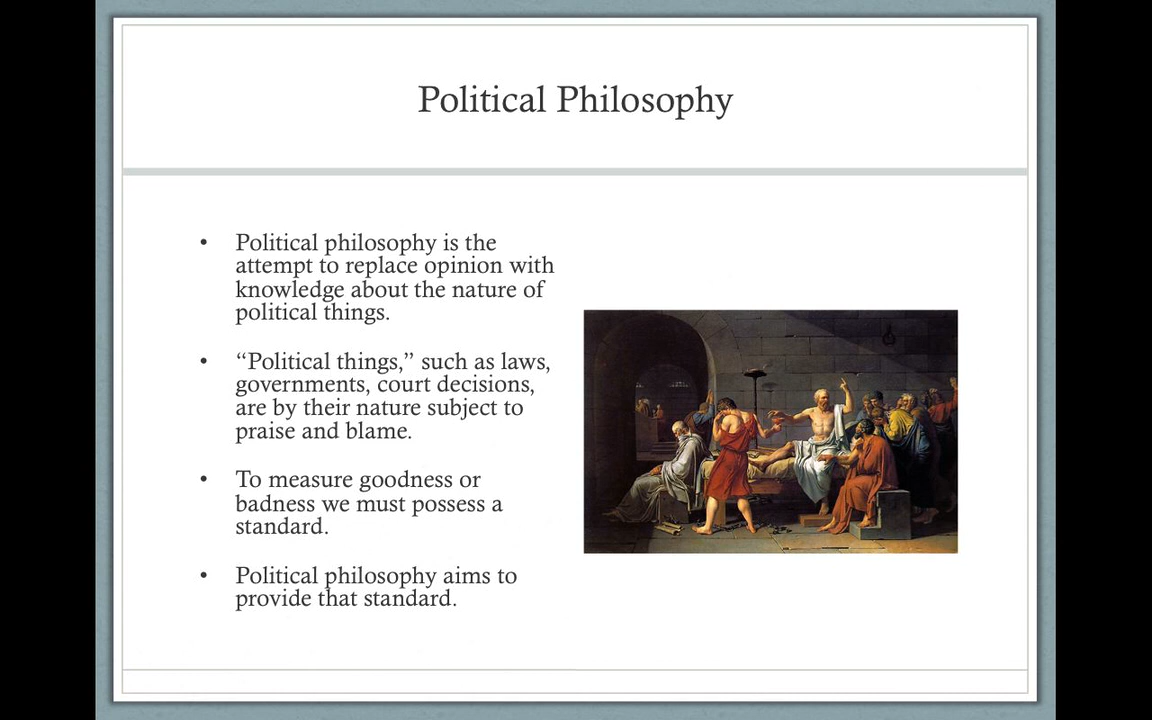 Political Philosophy
• Political philosophy is the
attempt to replace opinion with
knowledge about the nature of
political things.
• “Political things,” such as laws,
governments, court decisions,
are by their nature subject to
praise and blame.
• To measure goodness or
badness we must possess a
standard.
• Political philosophy aims to
provide that standard.